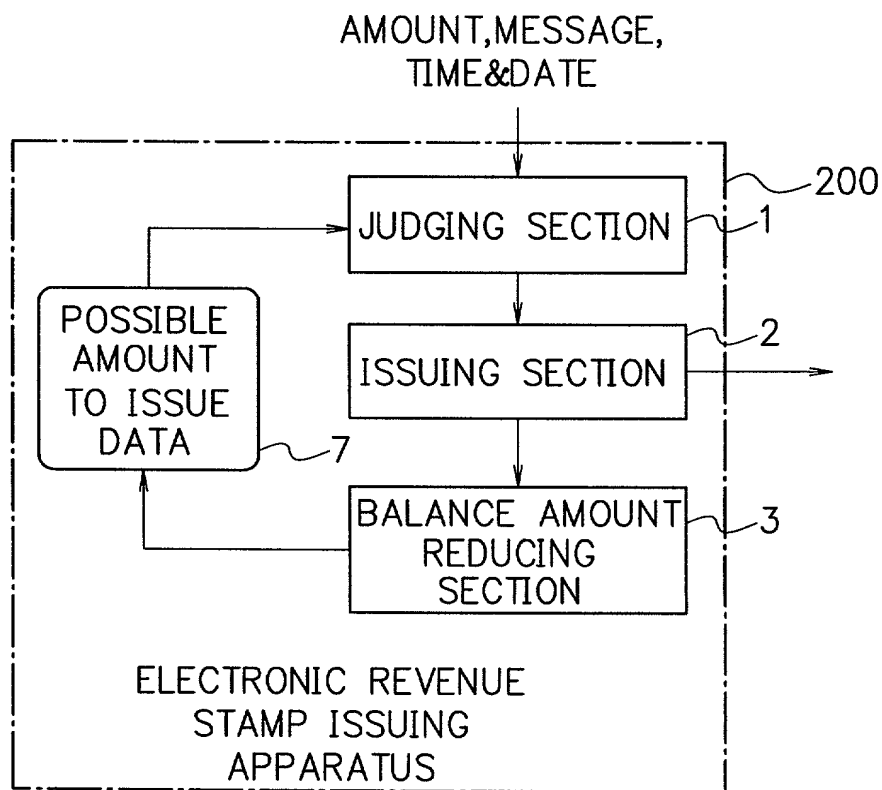 AMOUNT,MESSAGE,
TIME&DATE
200
JUDGING SECTION
1
POSSIBLE
AMOUNT
TO ISSUE
DATA
7
2
ISSUING SECTION
BALANCE AMOUNT
REDUCING
SECTION
3
ELECTRONIC REVENUE
STAMP ISSUING
APPARATUS